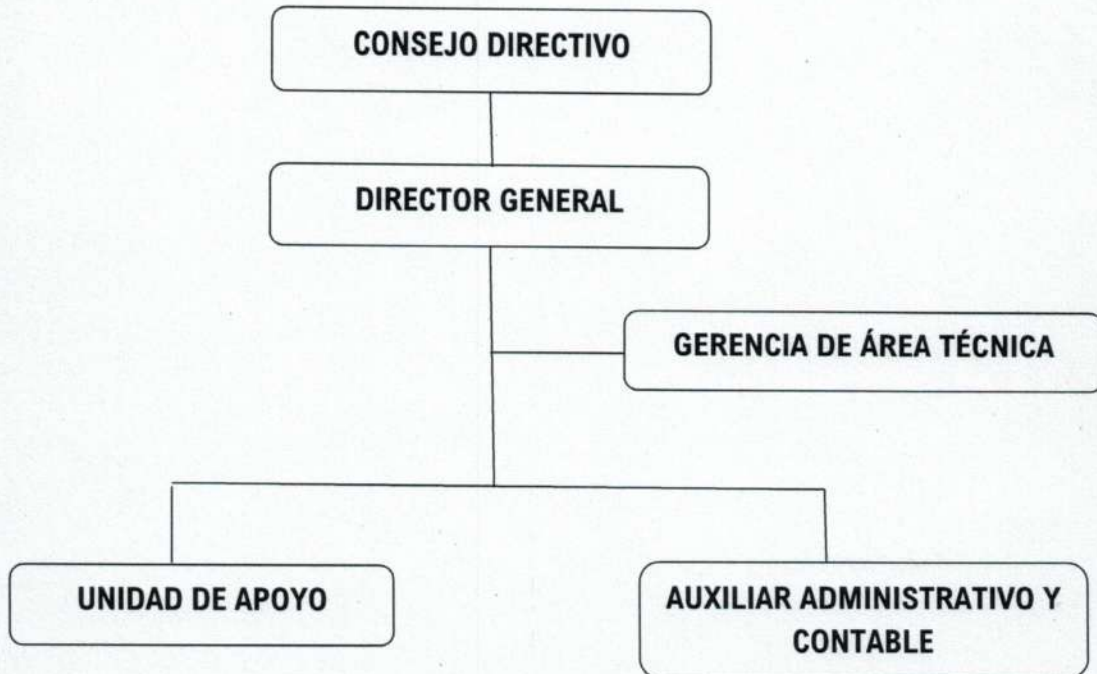 CONSEJO DIRECTIVO
DIRECTOR GENERAL
GERENCIA DE ÁREA TÉCNICA
UNIDAD DE APOYO
AUXILIAR ADMINISTRATIVO Y
CONTABLE